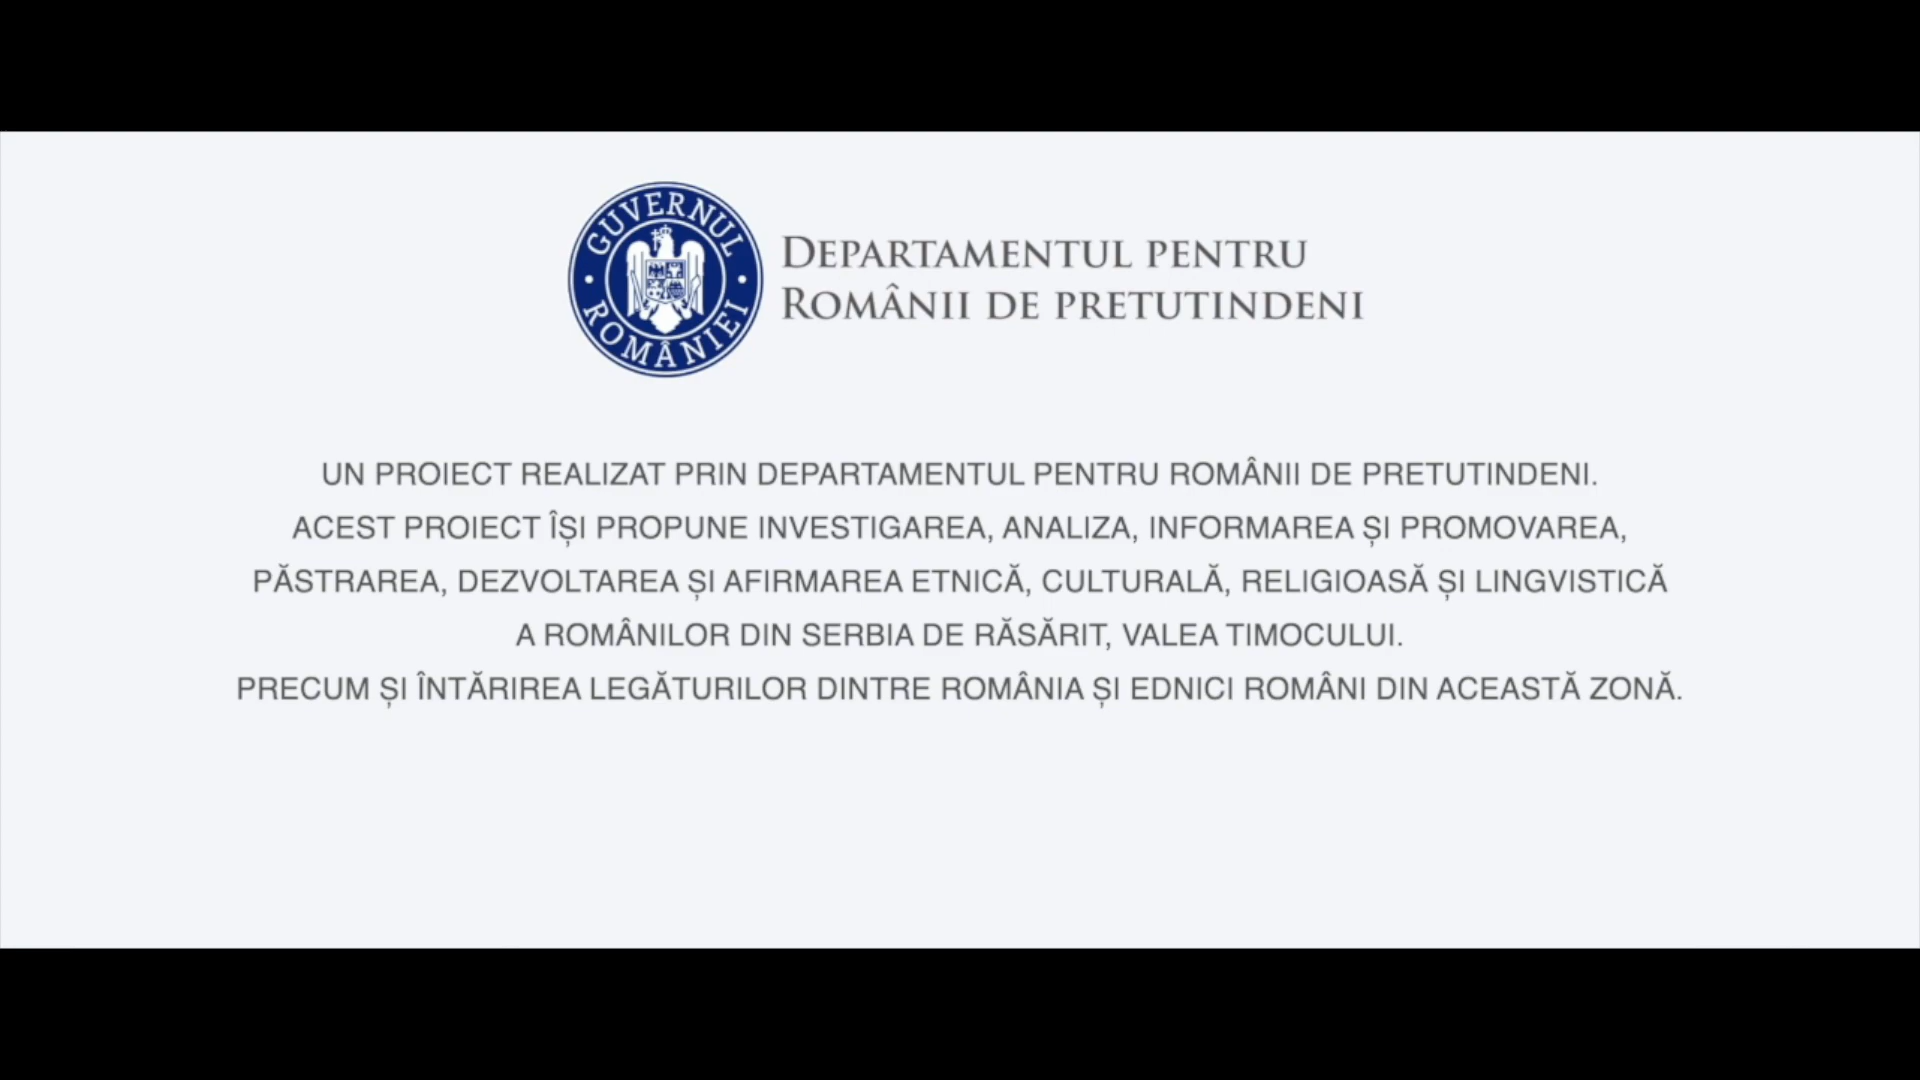 GUVERNUL ROMÂNIEI
DEPARTAMENTUL PENTRU
ROMÂNII DE PRETUTINDENI
UN PROIECT REALIZAT PRIN DEPARTAMENTUL PENTRU ROMÂNII DE PRETUTINDENI.
ACEST PROIECT ÎȘI PROPUNE INVESTIGAREA, ANALIZA, INFORMAREA ȘI PROMOVAREA,
PĂSTRAREA, DEZVOLTAREA ȘI AFIRMAREA ETNICĂ, CULTURALĂ, RELIGIOASĂ ȘI LINGVISTICĂ
A ROMÂNILOR DIN SERBIA DE RĂSĂRIT, VALEA TIMOCULUI.
PRECUM ȘI ÎNTĂRIREA LEGĂTURILOR DINTRE ROMÂNIA ȘI EDNICI ROMÂNI DIN ACEASTĂ ZONĂ.